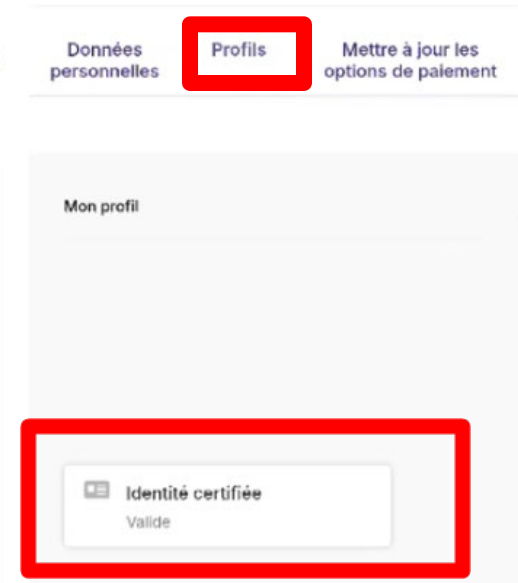 Données
personnelles
Profils
Mettre à jour les
options de paiement
Mon profil
Identité certifiée
Valide